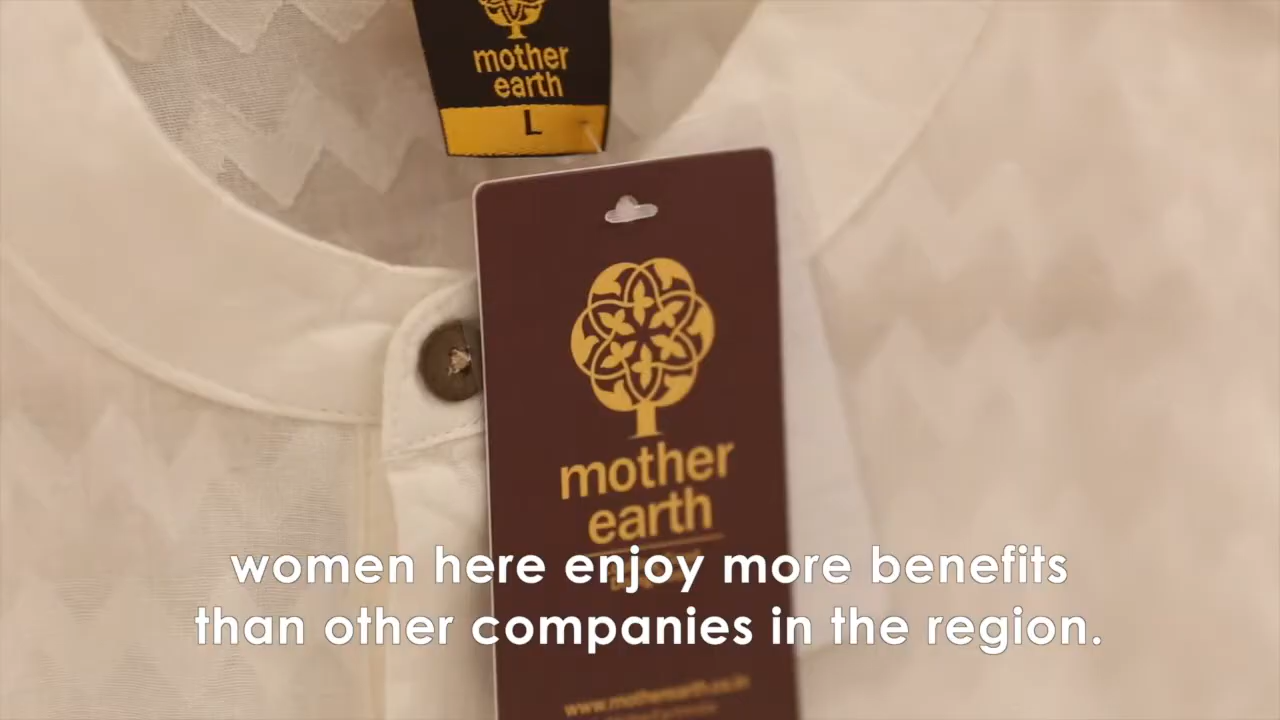 mother
earth
L
mother
earth
women here enjoy more benefits
than other companies in the region.